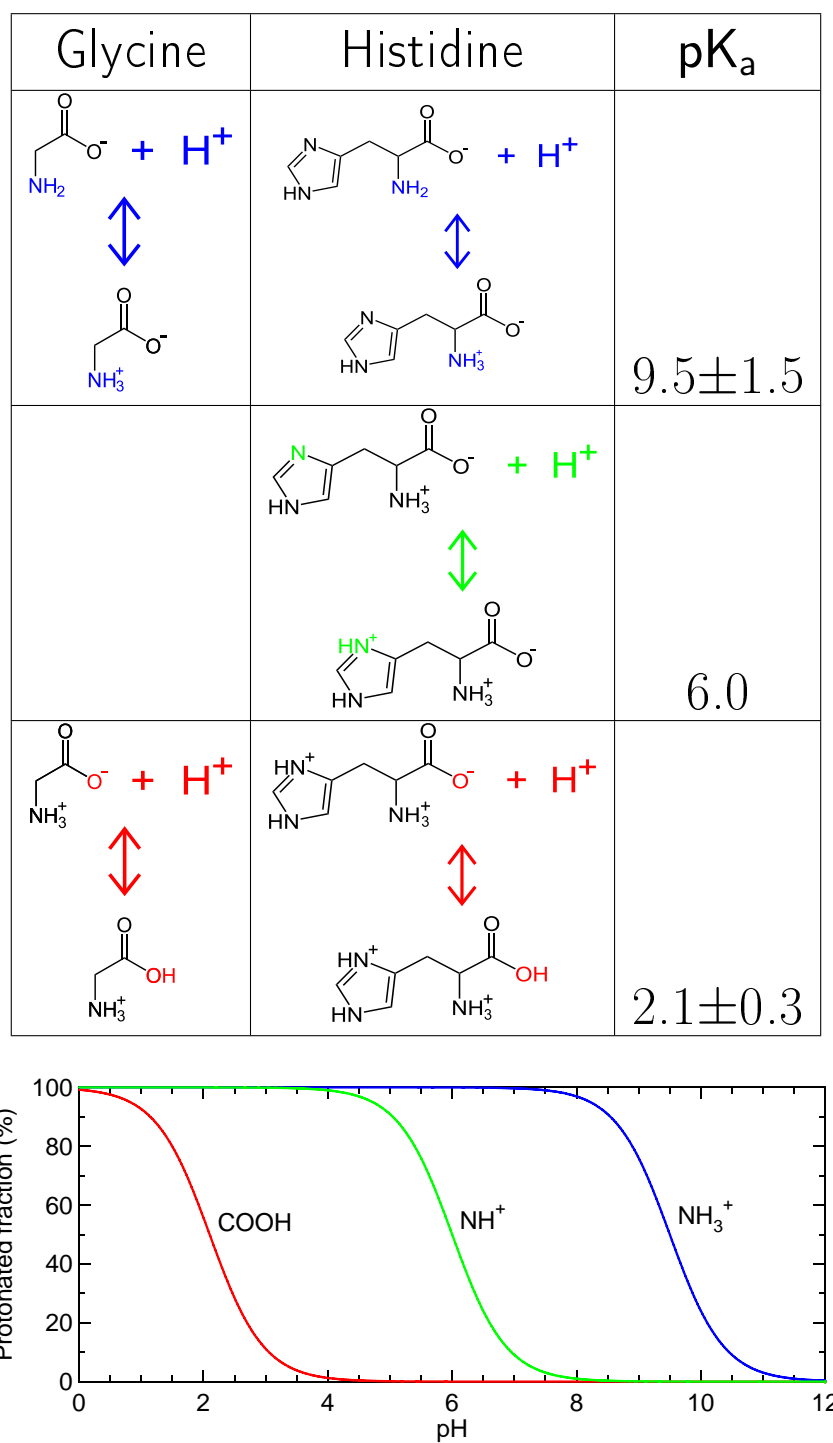 Glycine Histidine pKa
O O
O- + H+ N O- + H+
NH2 HN NH2
O O
O- N O-
NH3+ HN NH3+
9.5±1.5
O
N O- + H+
HN NH3+
O
HN+ O-
HN NH3+
6.0
O O
O- + H+ HN+ O- + H+
NH3+ HN NH3+
O O
OH HN+ OH
NH3+ HN NH3+
2.1±0.3
Protonated fraction (%)
100
80
60
40
20
0
COOH
NH+
NH3+
0 2 4 6 8 10 12
pH